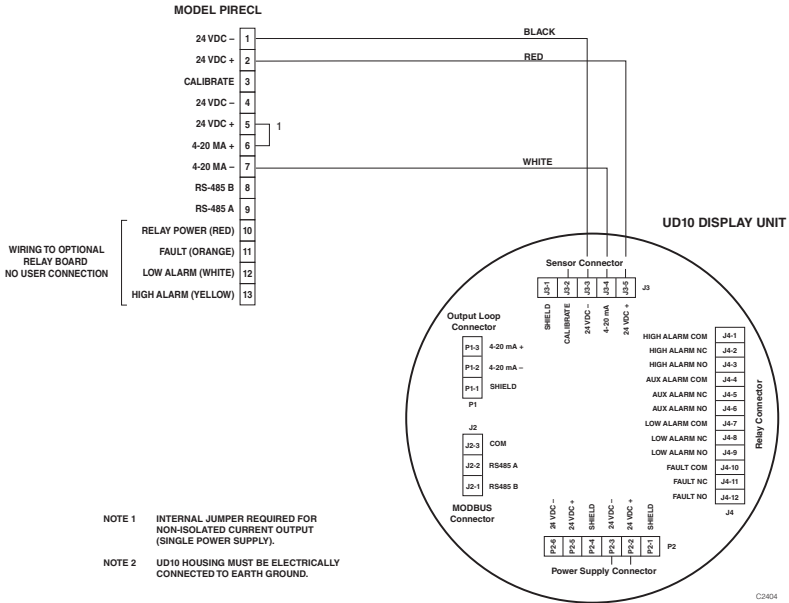 MODEL PIRECL
24 VDC – 1
24 VDC + 2
CALIBRATE 3
24 VDC – 4
24 VDC + 5
4-20 MA + 6
1
4-20 MA – 7
RS-485 B 8
RS-485 A 9
RELAY POWER (RED) 10
FAULT (ORANGE) 11
LOW ALARM (WHITE) 12
HIGH ALARM (YELLOW) 13
WIRING TO OPTIONAL
RELAY BOARD
NO USER CONNECTION
BLACK
RED
WHITE
UD10 DISPLAY UNIT
Sensor Connector
J3-1
J3-2
J3-3
J3-4
J3-5
J3
SHIELD
CALIBRATE
24 VDC –
4-20 mA
24 VDC +
Output Loop
Connector
P1-3 4-20 mA +
P1-2 4-20 mA –
P1-1 SHIELD
P1
J2
J2-3 COM
J2-2 RS485 A
J2-1 RS485 B
MODBUS
Connector
HIGH ALARM COM J4-1
HIGH ALARM NC J4-2
HIGH ALARM NO J4-3
AUX ALARM COM J4-4
AUX ALARM NC J4-5
AUX ALARM NO J4-6
LOW ALARM COM J4-7
LOW ALARM NC J4-8
LOW ALARM NO J4-9
FAULT COM J4-10
FAULT NC J4-11
FAULT NO J4-12
J4
Relay Connector
24 VDC –
24 VDC +
SHIELD
24 VDC –
24 VDC +
SHIELD
P2-6
P2-5
P2-4
P2-3
P2-2
P2-1
P2
Power Supply Connector
NOTE 1 INTERNAL JUMPER REQUIRED FOR
NON-ISOLATED CURRENT OUTPUT
(SINGLE POWER SUPPLY).
NOTE 2 UD10 HOUSING MUST BE ELECTRICALLY
CONNECTED TO EARTH GROUND.
C2404